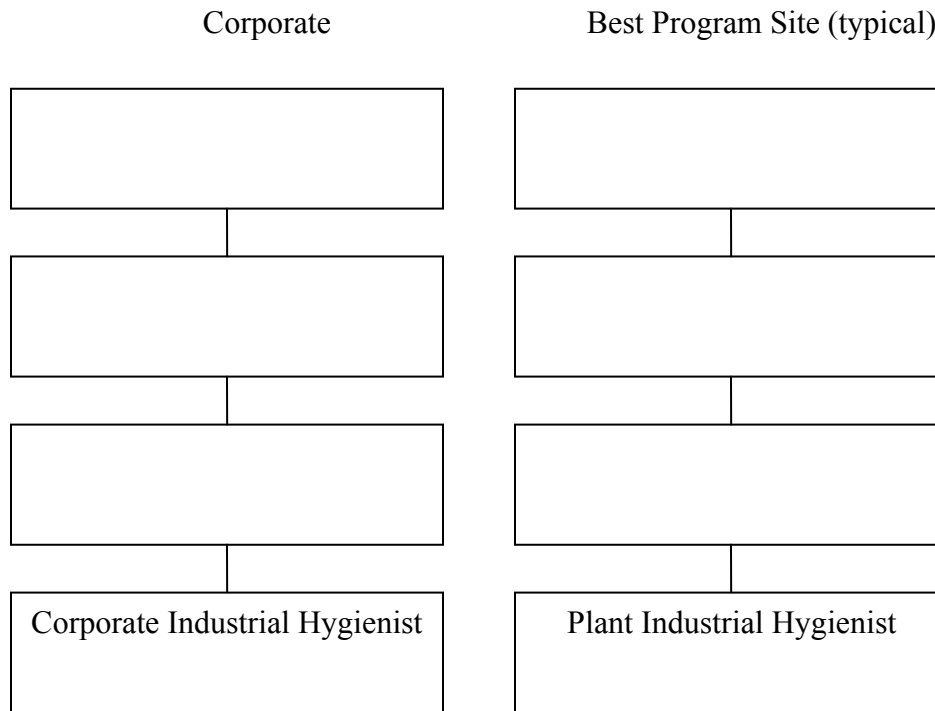 Corporate
Best Program Site (typical)
Corporate Industrial Hygienist
Plant Industrial Hygienist